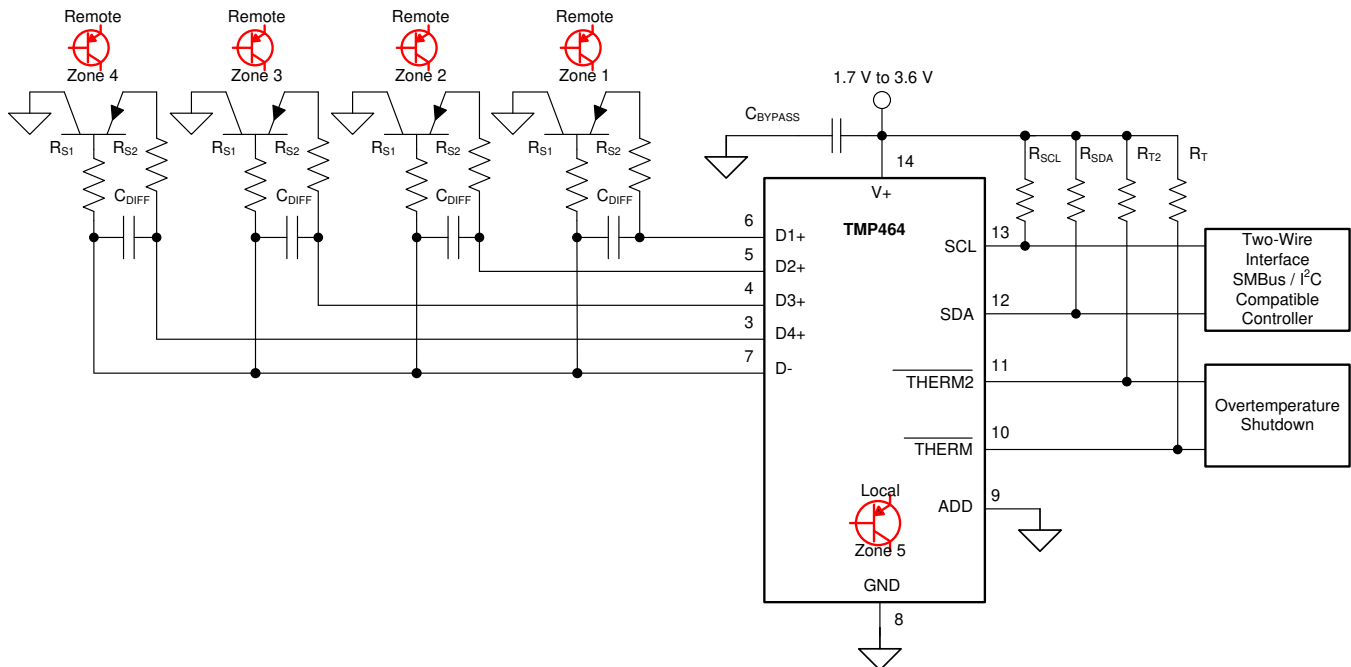 Remote
Zone 4
Remote
Zone 3
Remote
Zone 2
Remote
Zone 1
RS1
RS2
CDIFF
RS1
RS2
CDIFF
RS1
RS2
CDIFF
RS1
RS2
CDIFF
1.7 V to 3.6 V
CBYPASS
14
V+
TMP464
RSCL
RSDA
RT2
RT
6
D1+
5
D2+
4
D3+
3
D4+
7
D-
13
SCL
12
SDA
11
THERM2
10
THERM
9
ADD
Local
Zone 5
GND
8
Two-Wire
Interface
SMBus / I²C
Compatible
Controller
Overtemperature
Shutdown